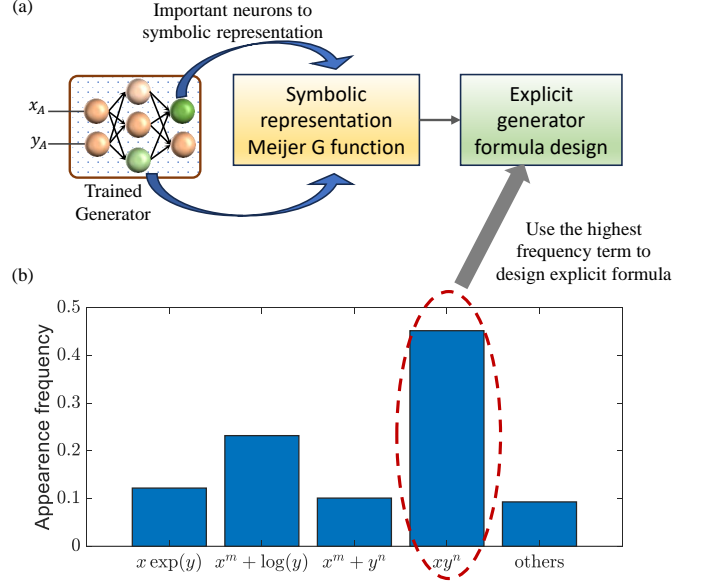 (a)
Important neurons to
symbolic representation
x_A
y_A
Trained
Generator
Symbolic
representation
Meijer G function
Explicit
generator
formula design
Use the highest
frequency term to
design explicit formula
(b)
Appearence frequency
0.5
0.4
0.3
0.2
0.1
0
x exp(y)
x^m + log(y)
x^m + y^n
xy^n
others